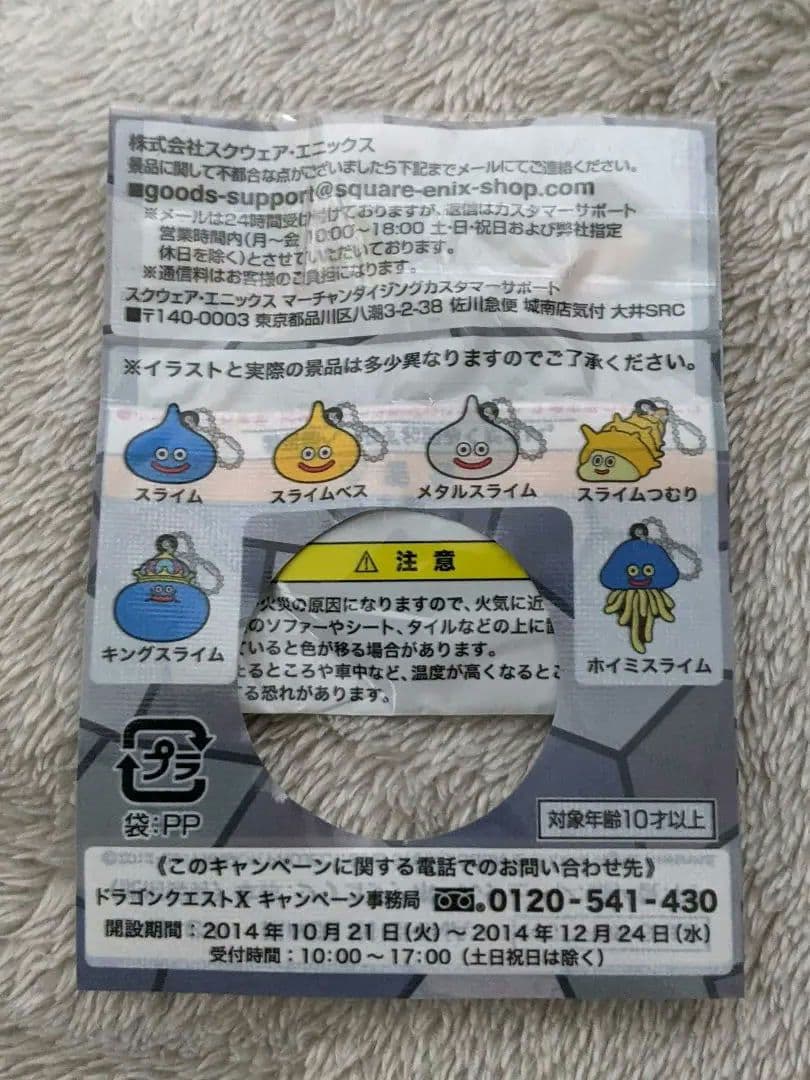 株式会社スクウェア・エニックス
景品に関して不都合な点がございましたら下記までメールにてご連絡ください。
■goods-support@square-enix-shop.com
※メールは24時間受け付けておりますが、返信はカスタマーサポート
営業時間内(月〜金 10:00〜18:00 土・日・祝日および弊社指定
休日を除く)とさせていただいております。
※通信料はお客様のご負担になります。
スクウェア・エニックス マーチャンダイジングカスタマーサポート
■〒140-0003 東京都品川区八潮3-2-38 佐川急便 城南店気付 大井SRC
※イラストと実際の景品は多少異なりますのでご了承ください。
スライム スライムベス メタルスライム スライムつむり
キングスライム ホイミスライム
⚠ 注意
火災の原因になりますので、火気に近
のソファーやシート、タイルなどの上に
ていると色が移る場合があります。
たるところや車中など、温度が高くなるとこ
る恐れがあります。
プラ
袋:PP
対象年齢10才以上
《このキャンペーンに関する電話でのお問い合わせ先》
ドラゴンクエストX キャンペーン事務局 0120-541-430
開設期間:2014年10月21日(火)〜2014年12月24日(水)
受付時間:10:00〜17:00(土日祝日は除く)